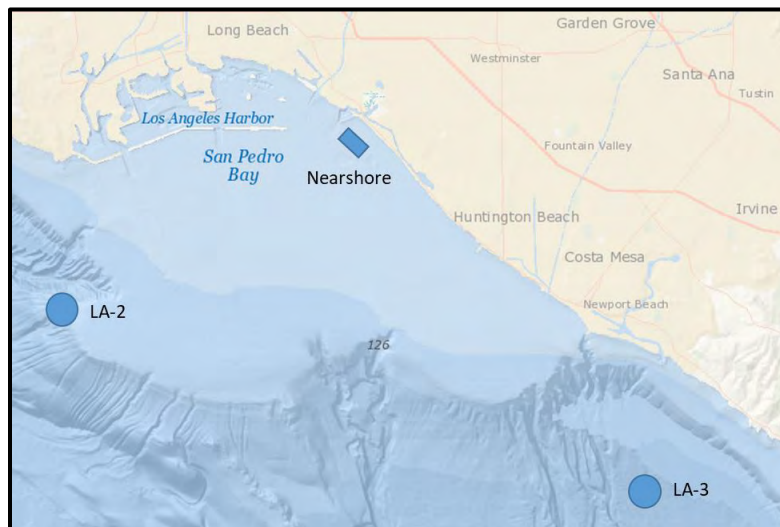 Long Beach
Garden Grove
Westminster
Santa Ana
Tustin
Los Angeles Harbor
San Pedro
Bay
Nearshore
Fountain Valley
Irvine
Huntington Beach
Costa Mesa
Newport Beach
LA-2
126
LA-3